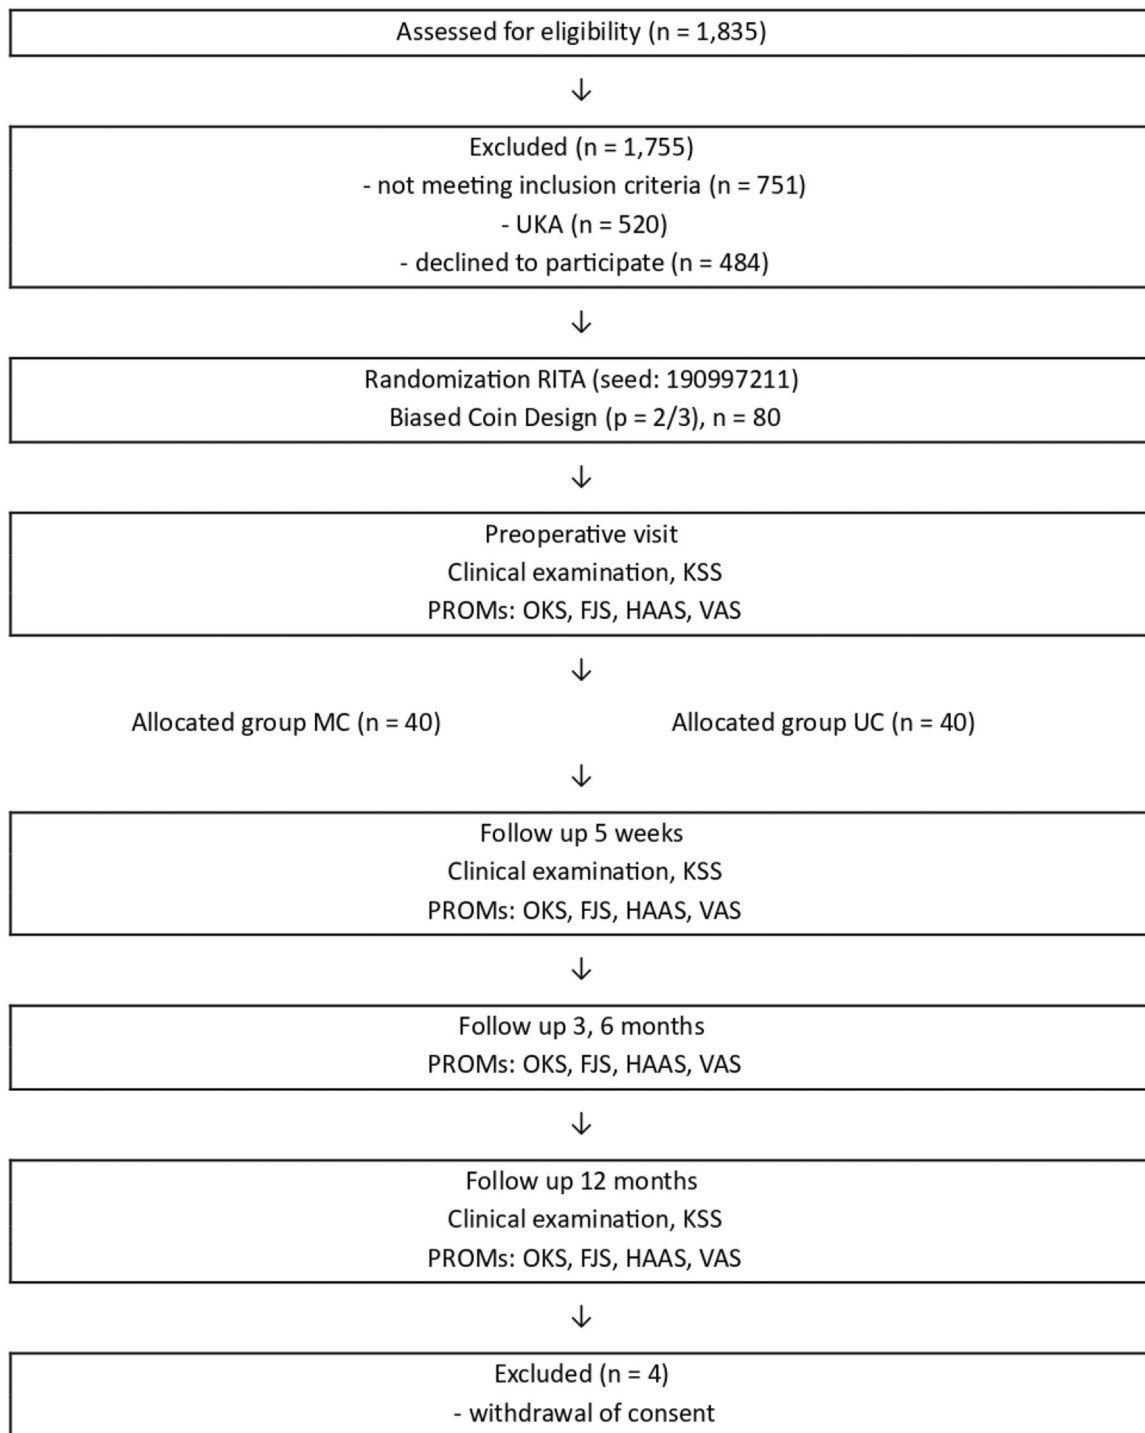 Assessed for eligibility (n = 1,835)
↓
Excluded (n = 1,755)
- not meeting inclusion criteria (n = 751)
- UKA (n = 520)
- declined to participate (n = 484)
↓
Randomization RITA (seed: 190997211)
Biased Coin Design (p = 2/3), n = 80
↓
Preoperative visit
Clinical examination, KSS
PROMs: OKS, FJS, HAAS, VAS
↓
Allocated group MC (n = 40) Allocated group UC (n = 40)
↓
Follow up 5 weeks
Clinical examination, KSS
PROMs: OKS, FJS, HAAS, VAS
↓
Follow up 3, 6 months
PROMs: OKS, FJS, HAAS, VAS
↓
Follow up 12 months
Clinical examination, KSS
PROMs: OKS, FJS, HAAS, VAS
↓
Excluded (n = 4)
- withdrawal of consent